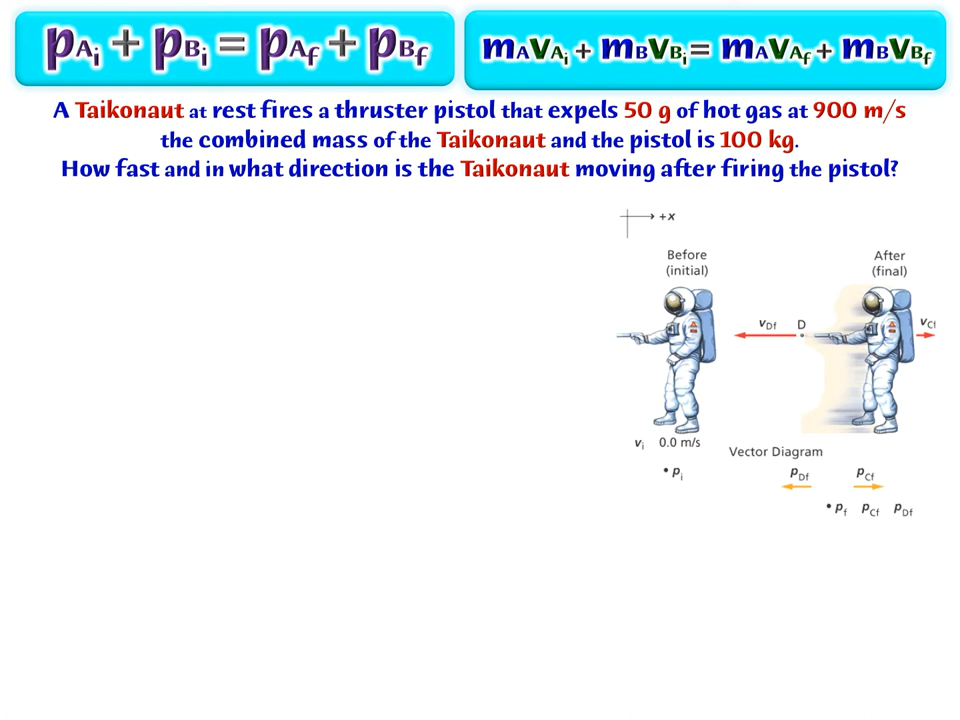 pAi + pBi = pAf + pBf
mAvAi + mBvBi = mAvAf + mBvBf
A Taikonaut at rest fires a thruster pistol that expels 50 g of hot gas at 900 m/s
the combined mass of the Taikonaut and the pistol is 100 kg.
How fast and in what direction is the Taikonaut moving after firing the pistol?
+x
Before
(initial)
After
(final)
vDf
D
vCf
vi 0.0 m/s
Vector Diagram
• pi
pDf
pCf
• pf pCf pDf